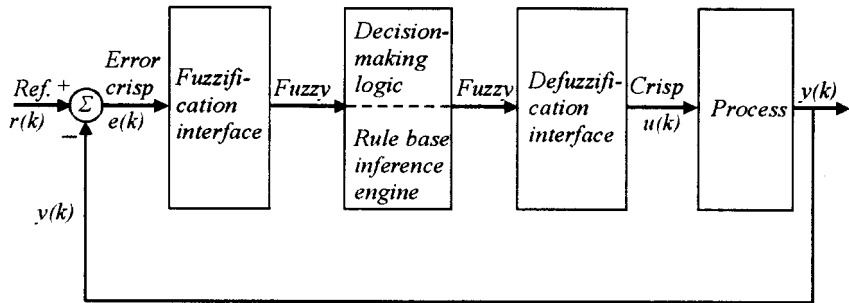 Ref. +
r(k)
Σ
−
Error
crisp
e(k)
Fuzzifi-
cation
interface
Fuzzy
Decision-
making
logic
Rule base
inference
engine
Fuzzy
Defuzzifi-
cation
interface
Crisp
u(k)
Process
y(k)
y(k)